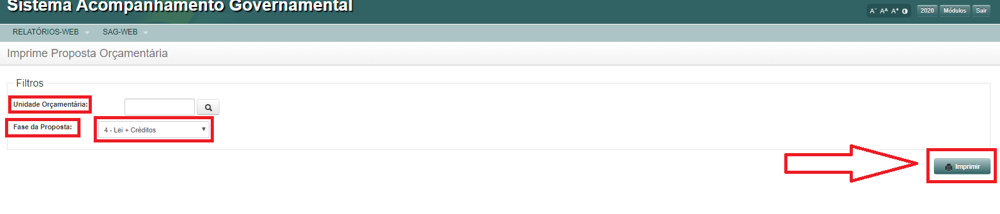 Sistema Acompanhamento Governamental
A- AA A+ 2020 Módulos Sair
RELATÓRIOS-WEB SAG-WEB
Imprime Proposta Orçamentária
Filtros
Unidade Orçamentária:
Fase da Proposta: 4 - Lei + Créditos
Imprimir